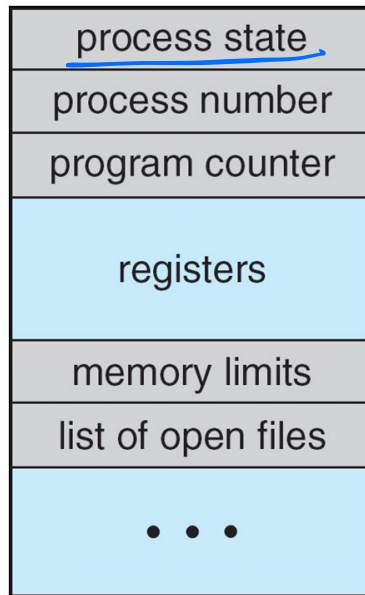 process state
process number
program counter
registers
memory limits
list of open files
• • •